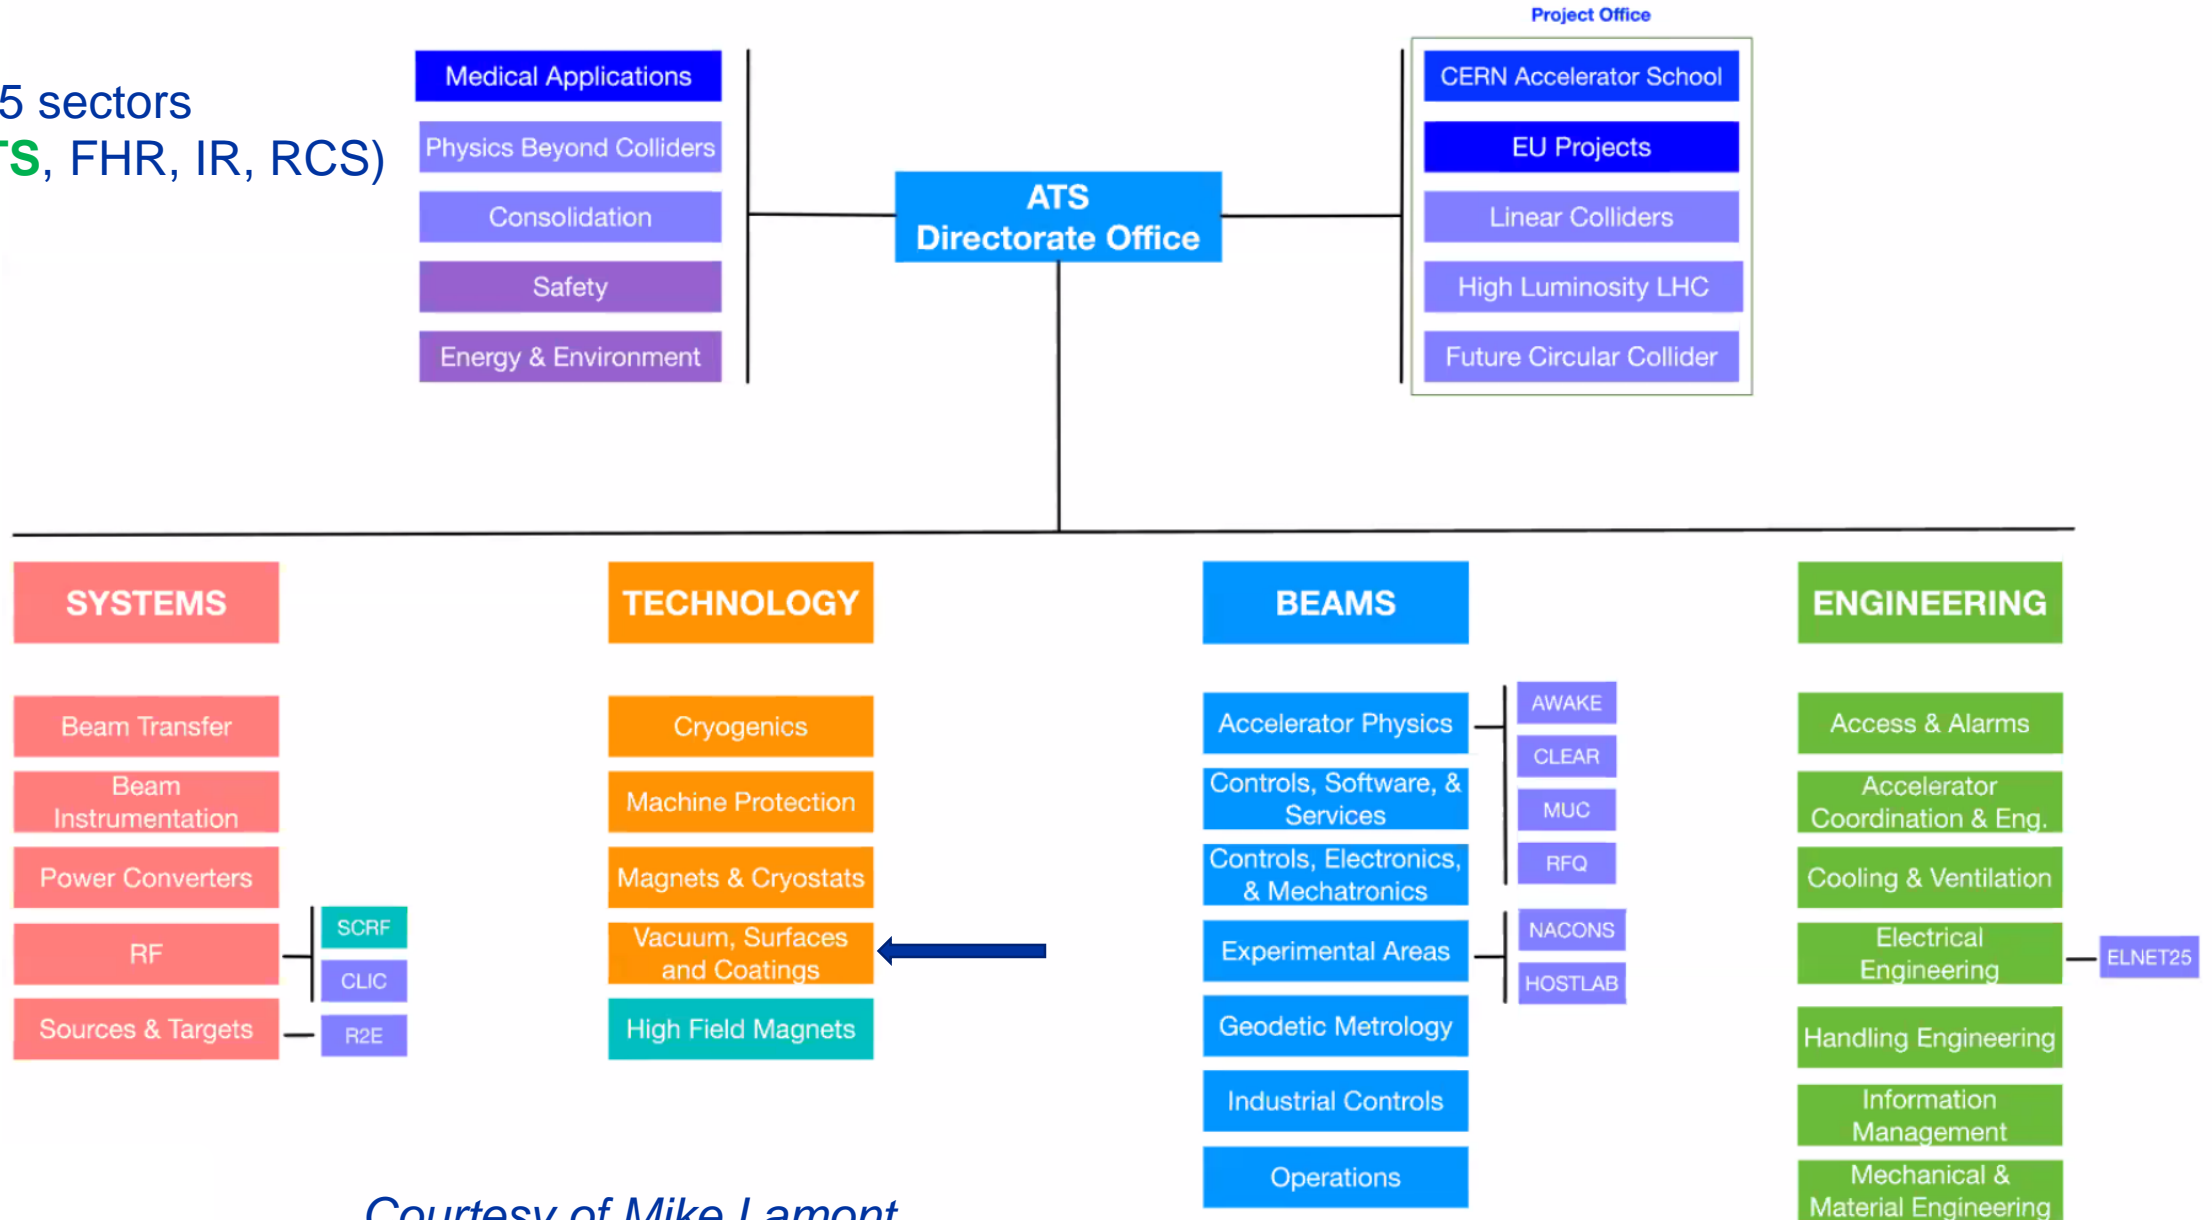 Project Office
5 sectors
TS, FHR, IR, RCS)
Medical Applications
Physics Beyond Colliders
Consolidation
Safety
Energy & Environment
ATS
Directorate Office
CERN Accelerator School
EU Projects
Linear Colliders
High Luminosity LHC
Future Circular Collider
SYSTEMS
Beam Transfer
Beam
Instrumentation
Power Converters
RF
SCRF
CLIC
Sources & Targets
R2E
TECHNOLOGY
Cryogenics
Machine Protection
Magnets & Cryostats
Vacuum, Surfaces
and Coatings
High Field Magnets
BEAMS
Accelerator Physics
AWAKE
CLEAR
MUC
RFQ
Controls, Software, &
Services
Controls, Electronics,
& Mechatronics
Experimental Areas
NACONS
HOSTLAB
Geodetic Metrology
Industrial Controls
Operations
ENGINEERING
Access & Alarms
Accelerator
Coordination & Eng.
Cooling & Ventilation
Electrical
Engineering
ELNET25
Handling Engineering
Information
Management
Mechanical &
Material Engineering
Courtesy of Mike Lamont